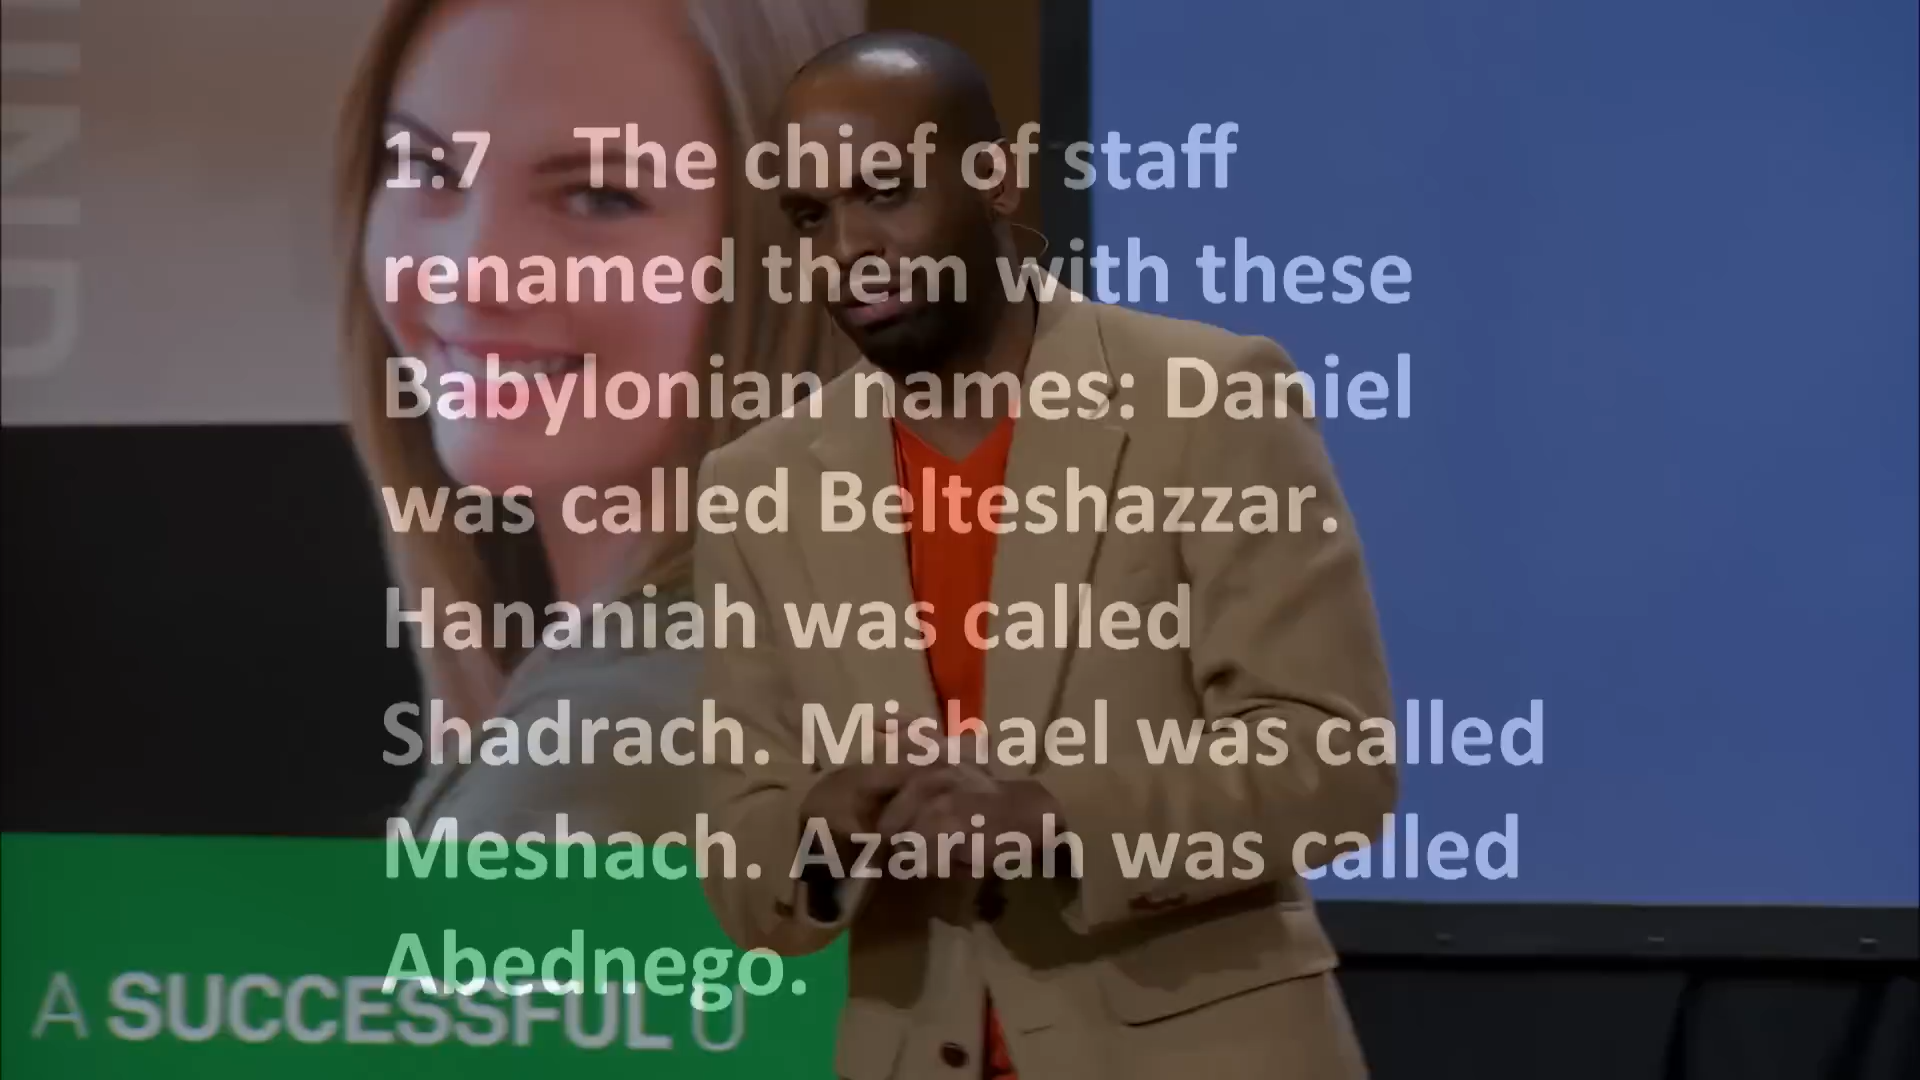 IND
1:7 The chief of staff
renamed them with these
Babylonian names: Daniel
was called Belteshazzar.
Hananiah was called
Shadrach. Mishael was called
Meshach. Azariah was called
Abednego.
A SUCCESSFUL U